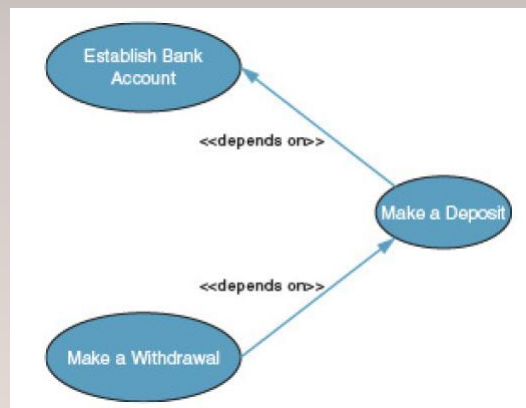 Establish Bank
Account
<<depends on>>
Make a Deposit
<<depends on>>
Make a Withdrawal